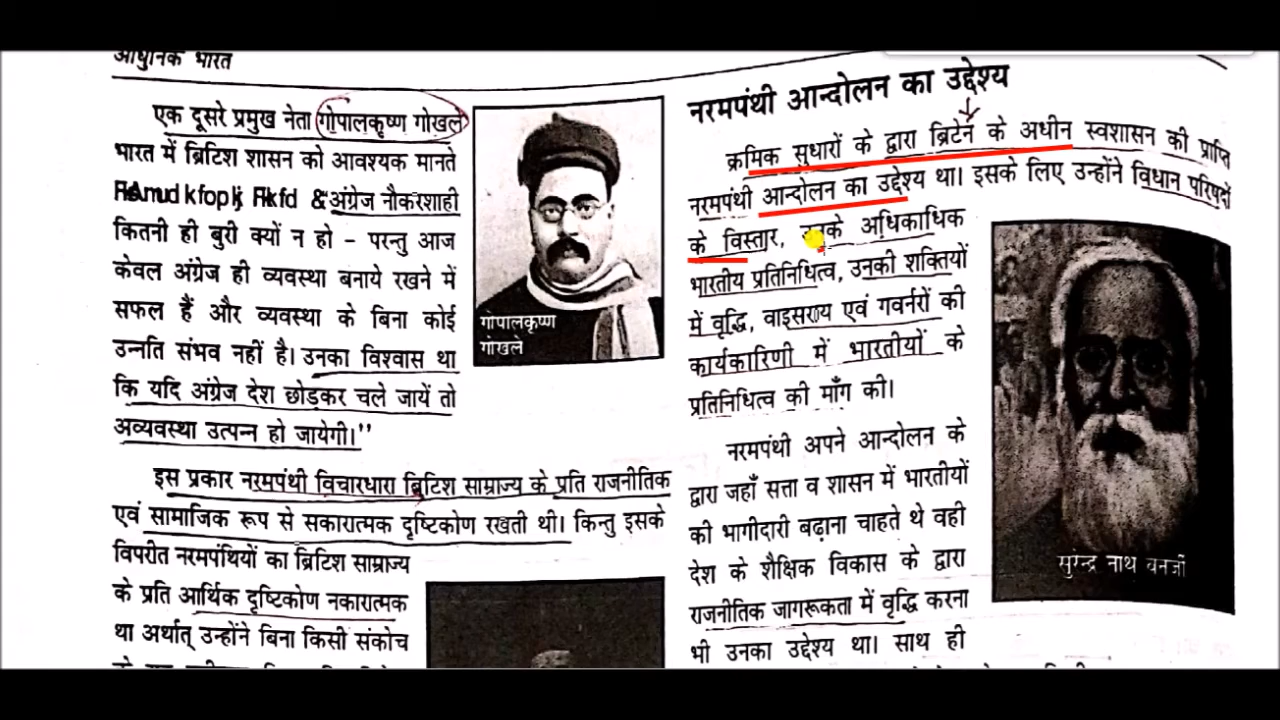 आधुनिक भारत
एक दूसरे प्रमुख नेता गोपालकृष्ण गोखले
भारत में ब्रिटिश शासन को आवश्यक मानते
अंग्रेज नौकरशाही
कितनी ही बुरी क्यों न हो – परन्तु आज
केवल अंग्रेज ही व्यवस्था बनाये रखने में
सफल हैं और व्यवस्था के बिना कोई
उन्नति संभव नहीं है। उनका विश्वास था
कि यदि अंग्रेज देश छोड़कर चले जायें तो
अव्यवस्था उत्पन्न हो जायेगी।”
गोपालकृष्ण
गोखले
इस प्रकार नरमपंथी विचारधारा ब्रिटिश साम्राज्य के प्रति राजनीतिक
एवं सामाजिक रूप से सकारात्मक दृष्टिकोण रखती थी। किन्तु इसके
विपरीत नरमपंथियों का ब्रिटिश साम्राज्य
के प्रति आर्थिक दृष्टिकोण नकारात्मक
था अर्थात् उन्होंने बिना किसी संकोच
नरमपंथी आन्दोलन का उद्देश्य
क्रमिक सुधारों के द्वारा ब्रिटेन के अधीन स्वशासन की प्राप्ति
नरमपंथी आन्दोलन का उद्देश्य था। इसके लिए उन्होंने विधान परिषदों
के विस्तार, उनके अधिकाधिक
भारतीय प्रतिनिधित्व, उनकी शक्तियों
में वृद्धि, वाइसराय एवं गवर्नरों की
कार्यकारिणी में भारतीयों के
प्रतिनिधित्व की माँग की।
नरमपंथी अपने आन्दोलन के
द्वारा जहाँ सत्ता व शासन में भारतीयों
की भागीदारी बढ़ाना चाहते थे वही
देश के शैक्षिक विकास के द्वारा
राजनीतिक जागरूकता में वृद्धि करना
भी उनका उद्देश्य था। साथ ही
सुरेन्द्र नाथ बनर्जी